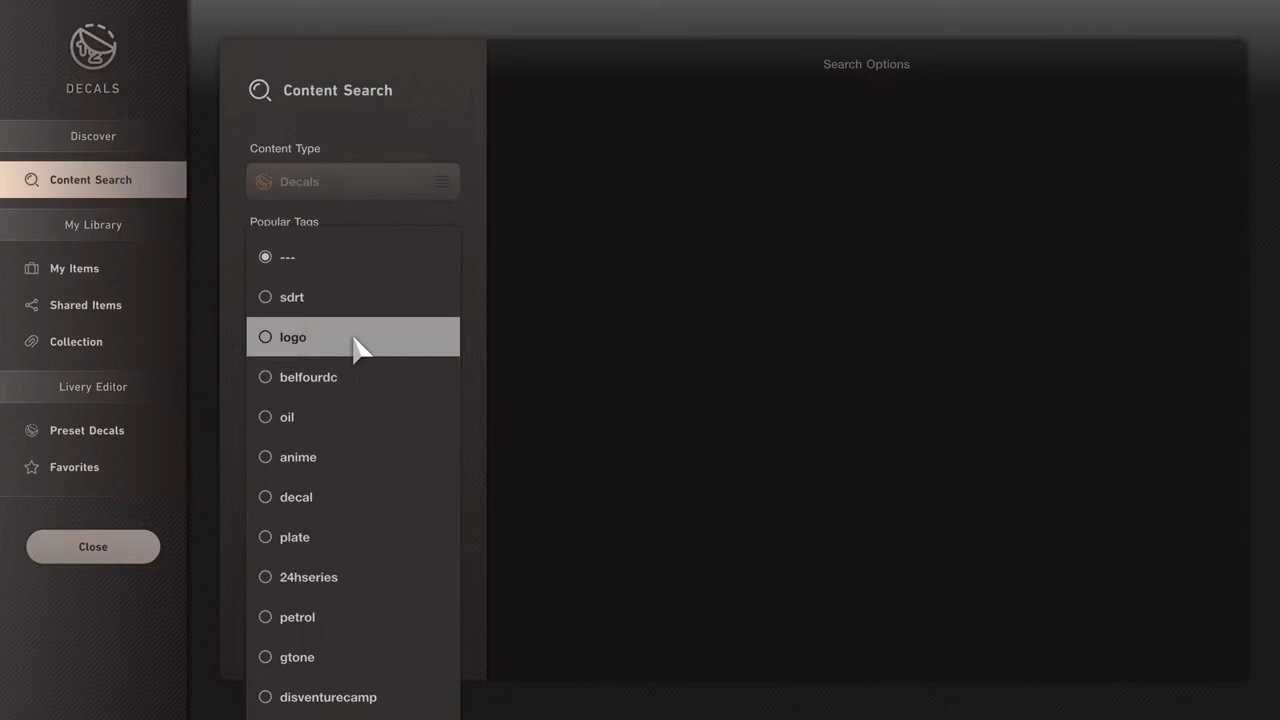 DECALS
Discover
Content Search
My Library
My Items
Shared Items
Collection
Livery Editor
Preset Decals
Favorites
Close
Content Search
Content Type
Decals
Popular Tags
---
sdrt
logo
belfourdc
oil
anime
decal
plate
24hseries
petrol
gtone
disventurecamp
Search Options